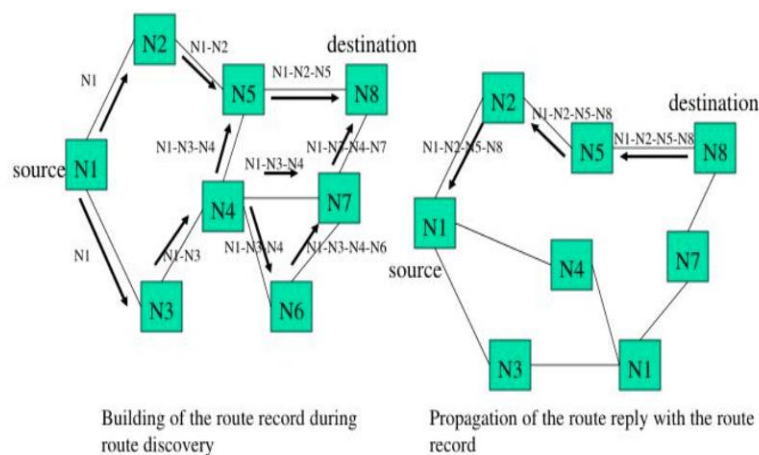 destination
N2
N1-N2
N1-N2-N5
N1
N5
N8
N1-N3-N4
N1-N3-N4
N1-N3-N4-N7
source
N1
N4
N7
N1
N1-N3
N1-N3-N4
N1-N3-N4-N6
N3
N6
Building of the route record during
route discovery
destination
N2
N1-N2-N5-N8
N1-N2-N5-N8
N5
N1-N2-N5-N8
N8
N1
source
N4
N7
N3
N1
Propagation of the route reply with the route
record